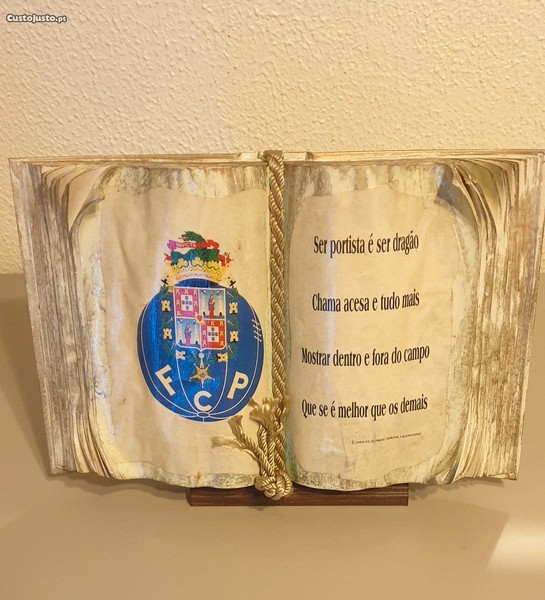 CustoJusto.pt
FCP
Ser portista é ser dragão
Chama acesa e tudo mais
Mostrar dentro e fora do campo
Que se é melhor que os demais